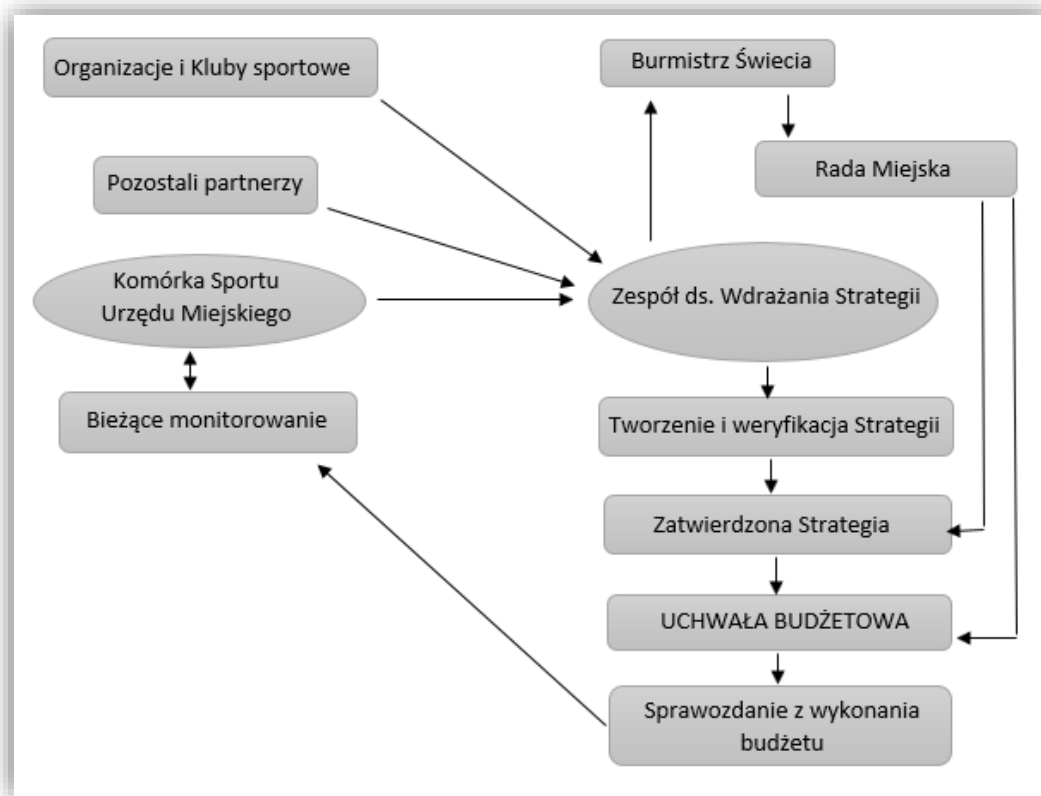 Organizacje i Kluby sportowe
Burmistrz Świecia
Rada Miejska
Pozostali partnerzy
Komórka Sportu
Urzędu Miejskiego
Zespół ds. Wdrażania Strategii
Bieżące monitorowanie
Tworzenie i weryfikacja Strategii
Zatwierdzona Strategia
UCHWAŁA BUDŻETOWA
Sprawozdanie z wykonania
budżetu